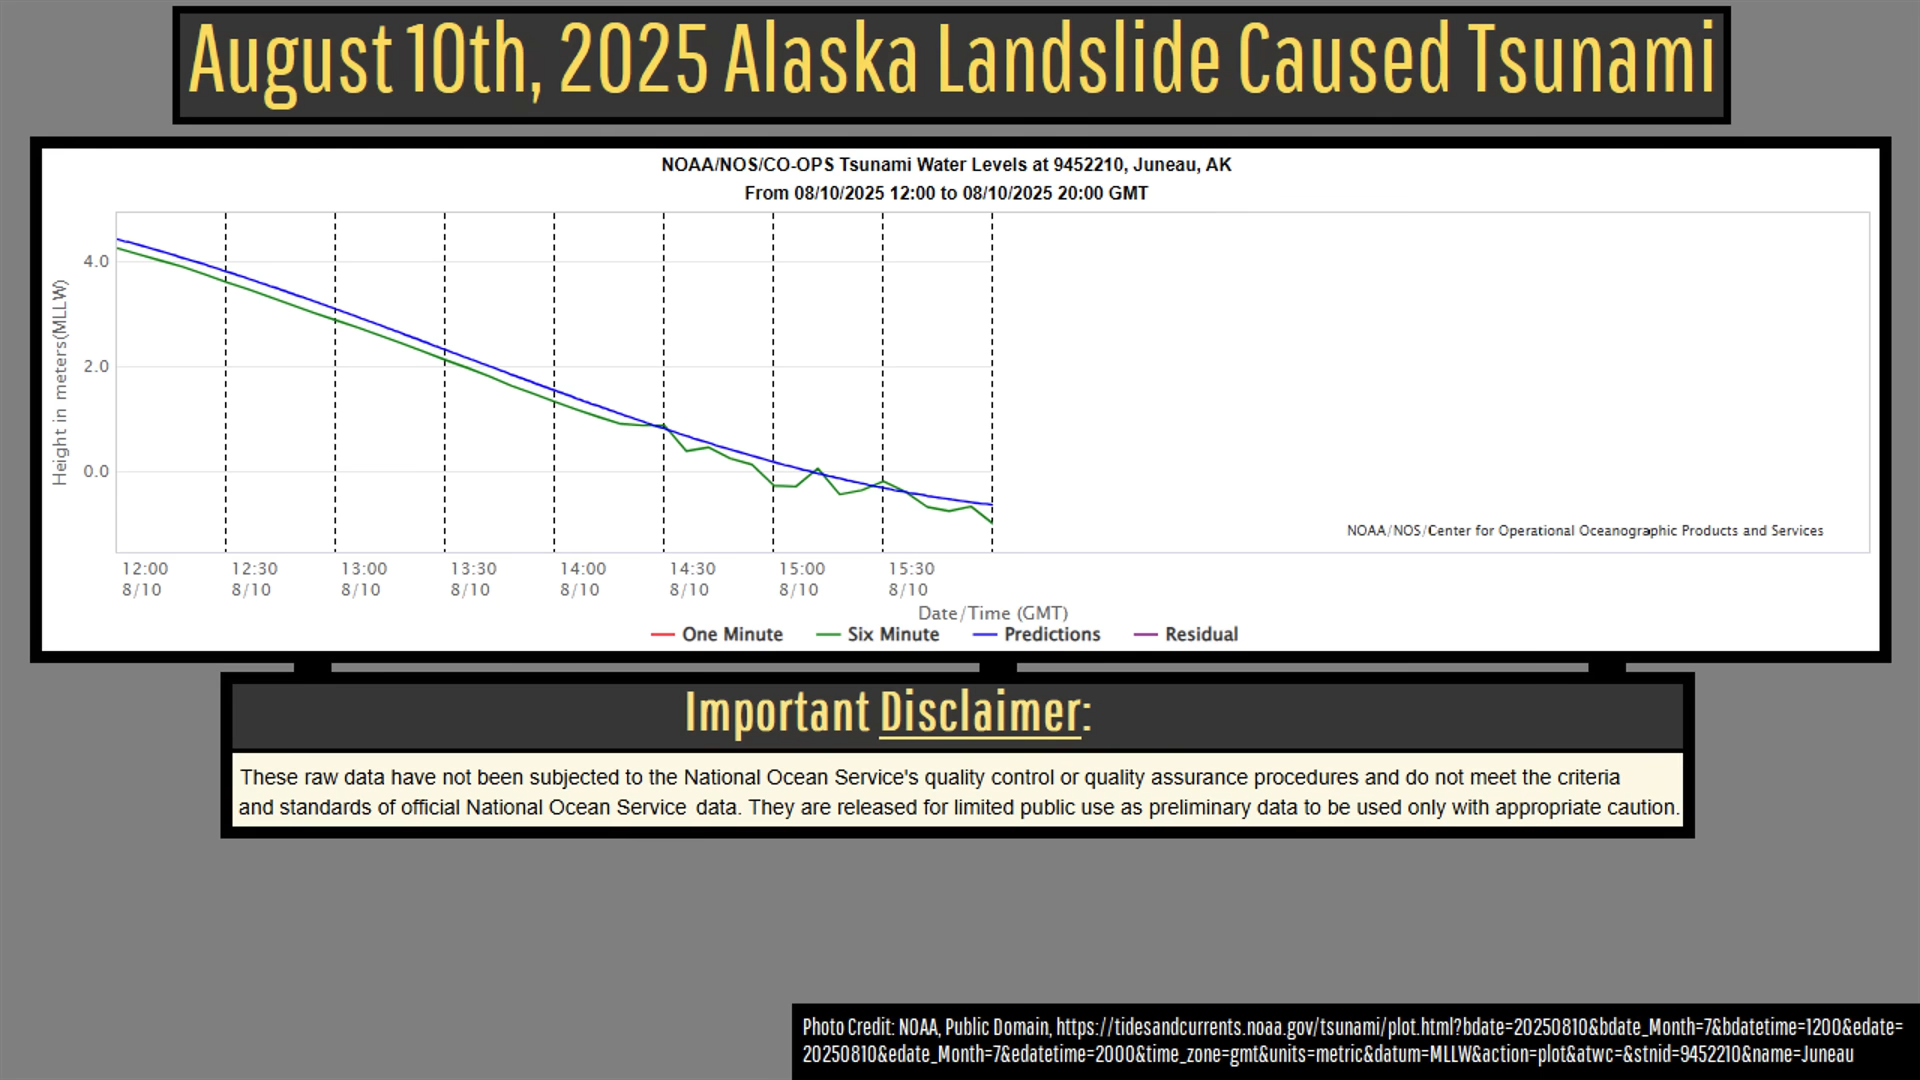 August 10th, 2025 Alaska Landslide Caused Tsunami
NOAA/NOS/CO-OPS Tsunami Water Levels at 9452210, Juneau, AK
From 08/10/2025 12:00 to 08/10/2025 20:00 GMT
Height in meters(MLLW)
4.0
2.0
0.0
NOAA/NOS/Center for Operational Oceanographic Products and Services
12:00 12:30 13:00 13:30 14:00 14:30 15:00 15:30
8/10 8/10 8/10 8/10 8/10 8/10 8/10 8/10
Date/Time (GMT)
One Minute Six Minute Predictions Residual
Important Disclaimer:
These raw data have not been subjected to the National Ocean Service's quality control or quality assurance procedures and do not meet the criteria
and standards of official National Ocean Service data. They are released for limited public use as preliminary data to be used only with appropriate caution.
Photo Credit: NOAA, Public Domain, https://tidesandcurrents.noaa.gov/tsunami/plot.html?bdate=20250810&bdate_Month=7&bdatetime=1200&edate=
20250810&edate_Month=7&edatetime=2000&time_zone=gmt&units=metric&datum=MLLW&action=plot&atwc=&stnid=9452210&name=Juneau